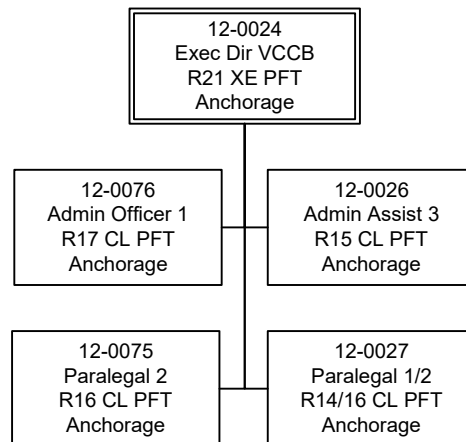 12-0024
Exec Dir VCCB
R21 XE PFT
Anchorage
12-0076
Admin Officer 1
R17 CL PFT
Anchorage
12-0026
Admin Assist 3
R15 CL PFT
Anchorage
12-0075
Paralegal 2
R16 CL PFT
Anchorage
12-0027
Paralegal 1/2
R14/16 CL PFT
Anchorage